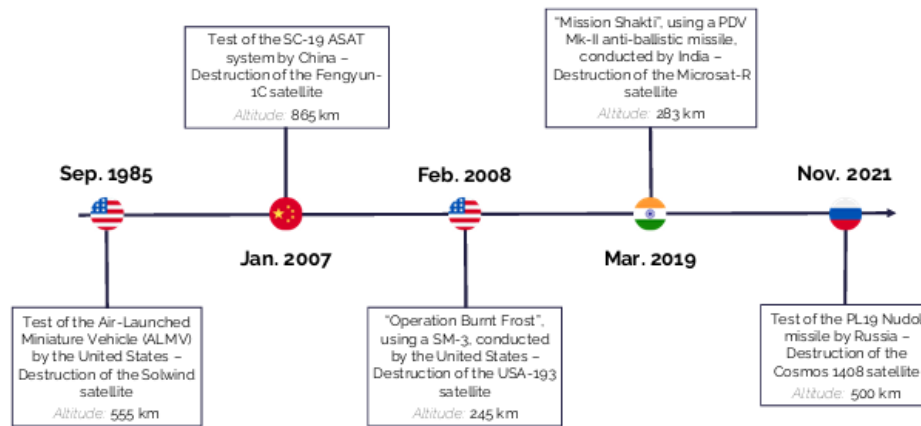 Test of the SC-19 ASAT
system by China –
Destruction of the Fengyun-
1C satellite
Altitude: 865 km
"Mission Shakti", using a PDV
Mk-II anti-ballistic missile,
conducted by India –
Destruction of the Microsat-R
satellite
Altitude: 283 km
Sep. 1985
Feb. 2008
Nov. 2021
Jan. 2007
Mar. 2019
Test of the Air-Launched
Miniature Vehicle (ALMV)
by the United States –
Destruction of the Solwind
satellite
Altitude: 555 km
"Operation Burnt Frost",
using a SM-3, conducted
by the United States –
Destruction of the USA-193
satellite
Altitude: 245 km
Test of the PL19 Nudol
missile by Russia –
Destruction of the
Cosmos 1408 satellite
Altitude: 500 km